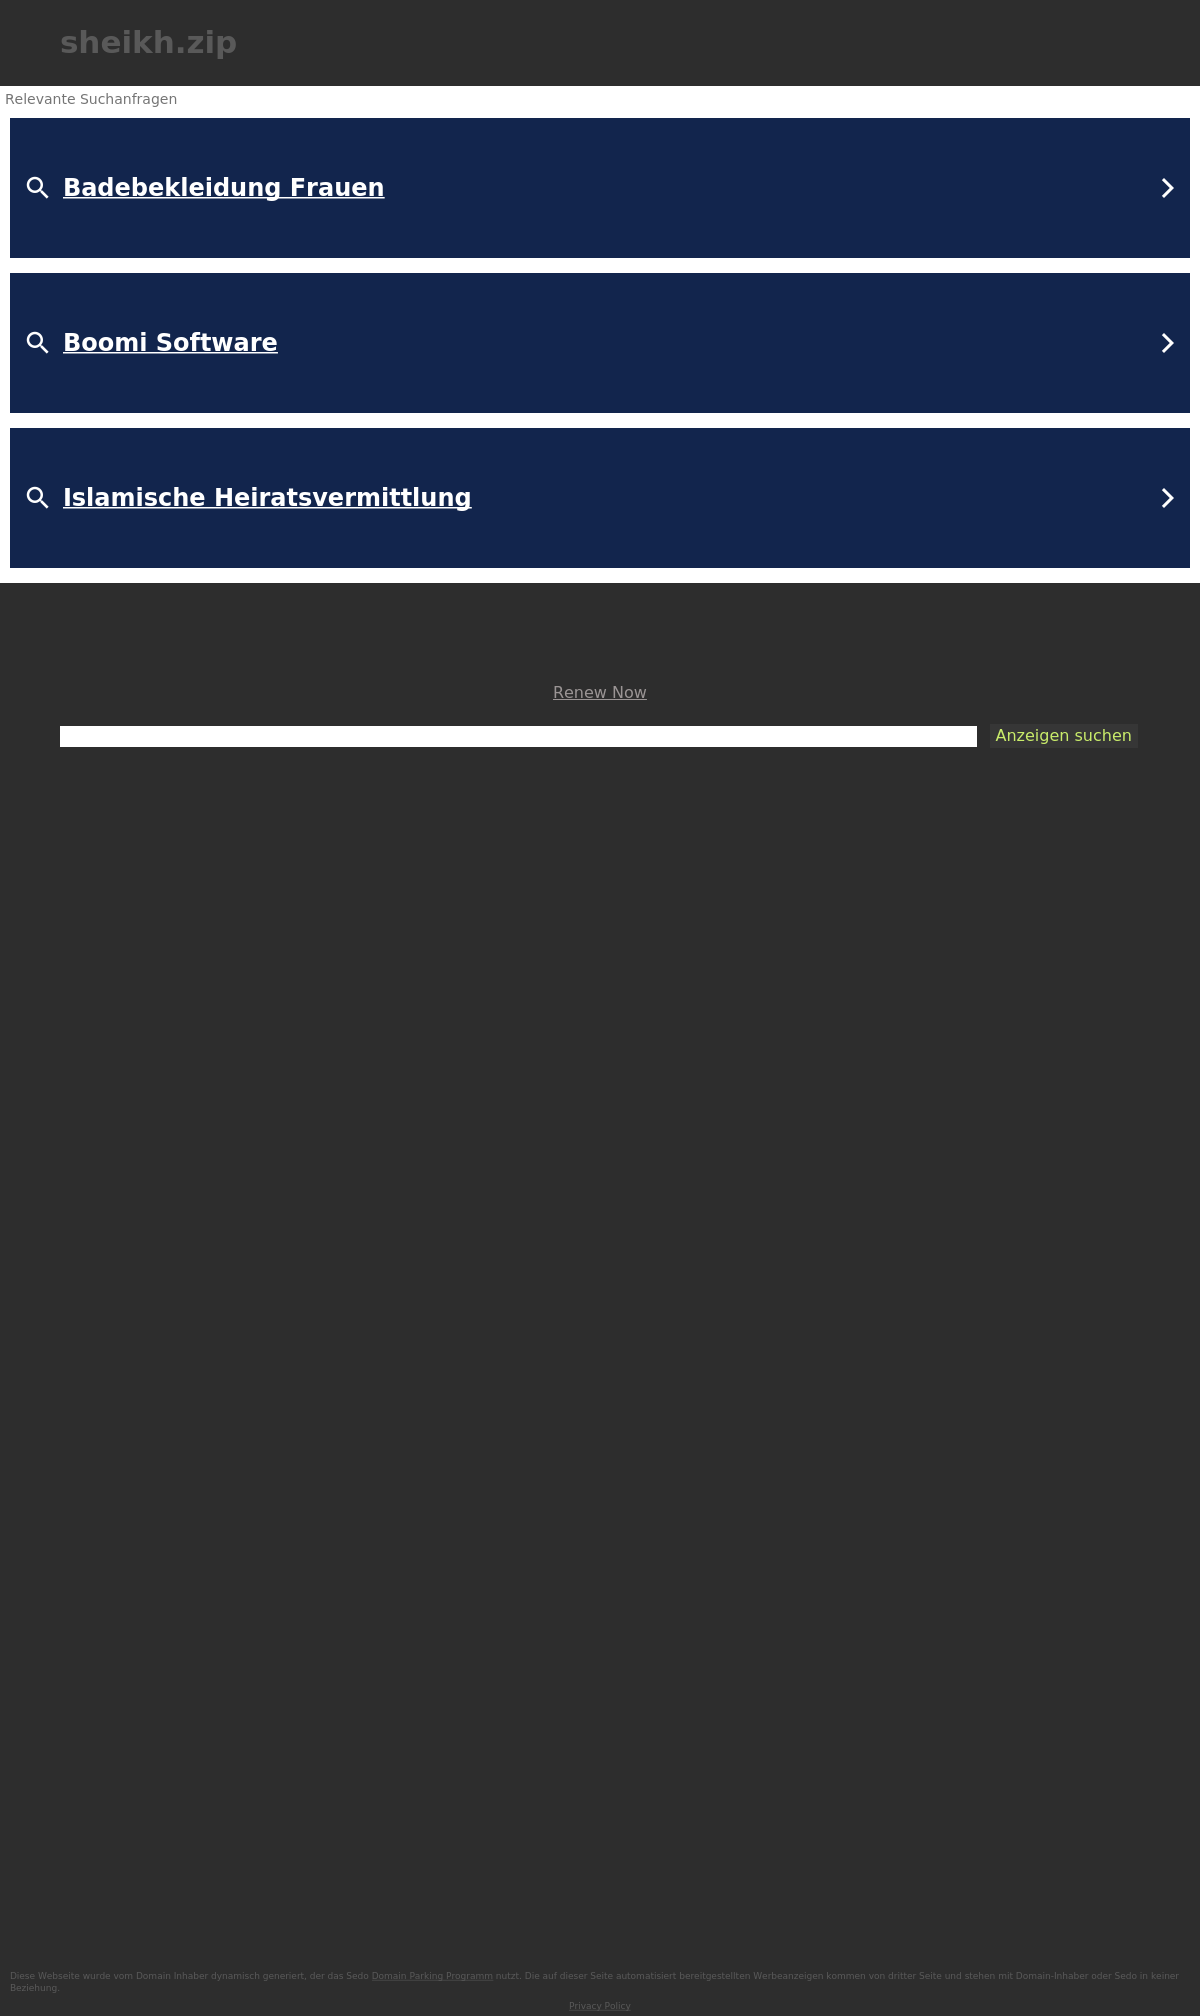 sheikh.zip
Relevante Suchanfragen
Badebekleidung Frauen
Boomi Software
Islamische Heiratsvermittlung
Renew Now
Anzeigen suchen
Diese Webseite wurde vom Domain Inhaber dynamisch generiert, der das Sedo Domain Parking Programm nutzt. Die auf dieser Seite automatisiert bereitgestellten Werbeanzeigen kommen von dritter Seite und stehen mit Domain-Inhaber oder Sedo in keiner
Beziehung.
Privacy Policy